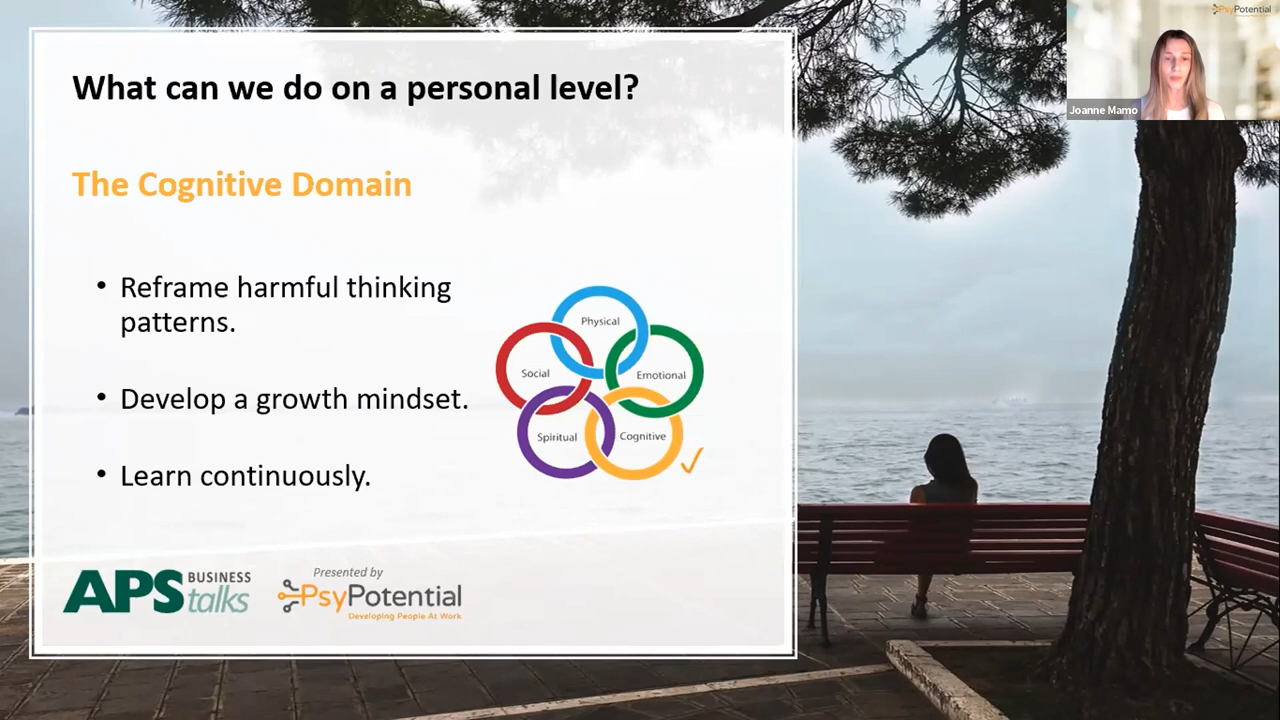 What can we do on a personal level?
The Cognitive Domain
• Reframe harmful thinking
patterns.
• Develop a growth mindset.
• Learn continuously.
Physical
Social
Emotional
Spiritual
Cognitive
APS BUSINESS
talks
Presented by
PsyPotential
Developing People At Work
PsyPotential
Joanne Mamo